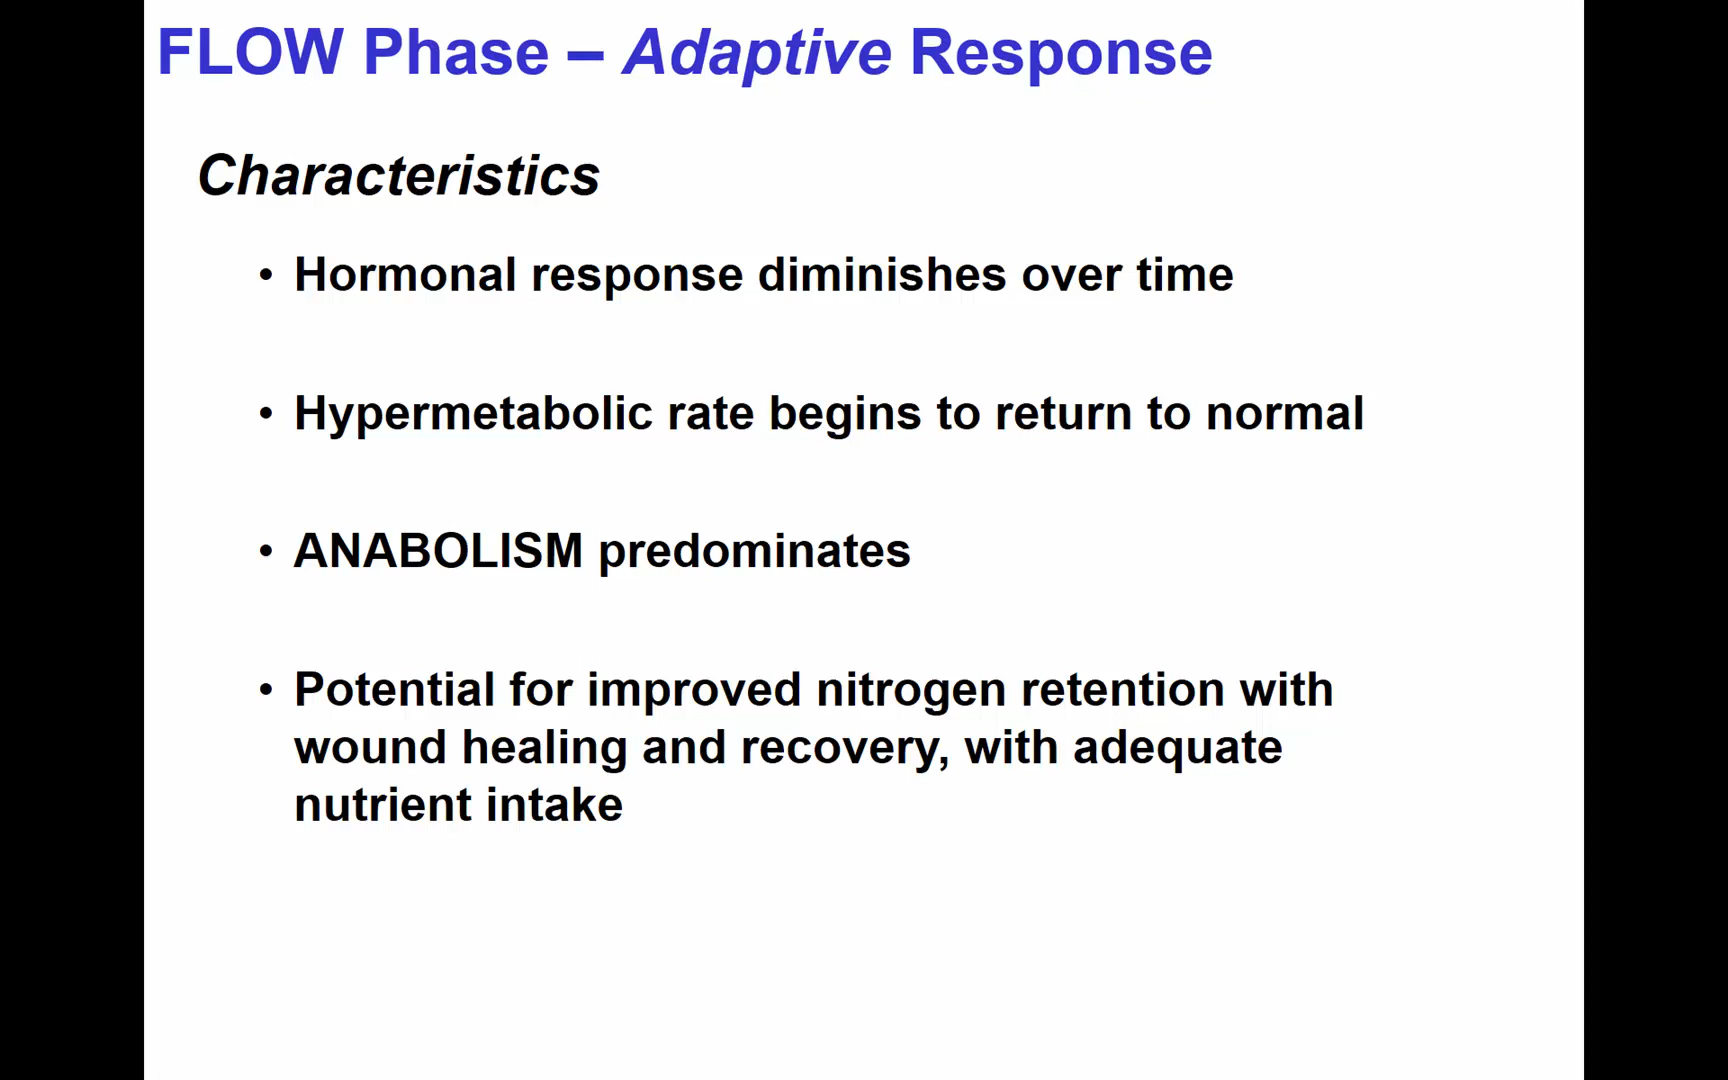 FLOW Phase – Adaptive Response
Characteristics
• Hormonal response diminishes over time
• Hypermetabolic rate begins to return to normal
• ANABOLISM predominates
• Potential for improved nitrogen retention with
wound healing and recovery, with adequate
nutrient intake